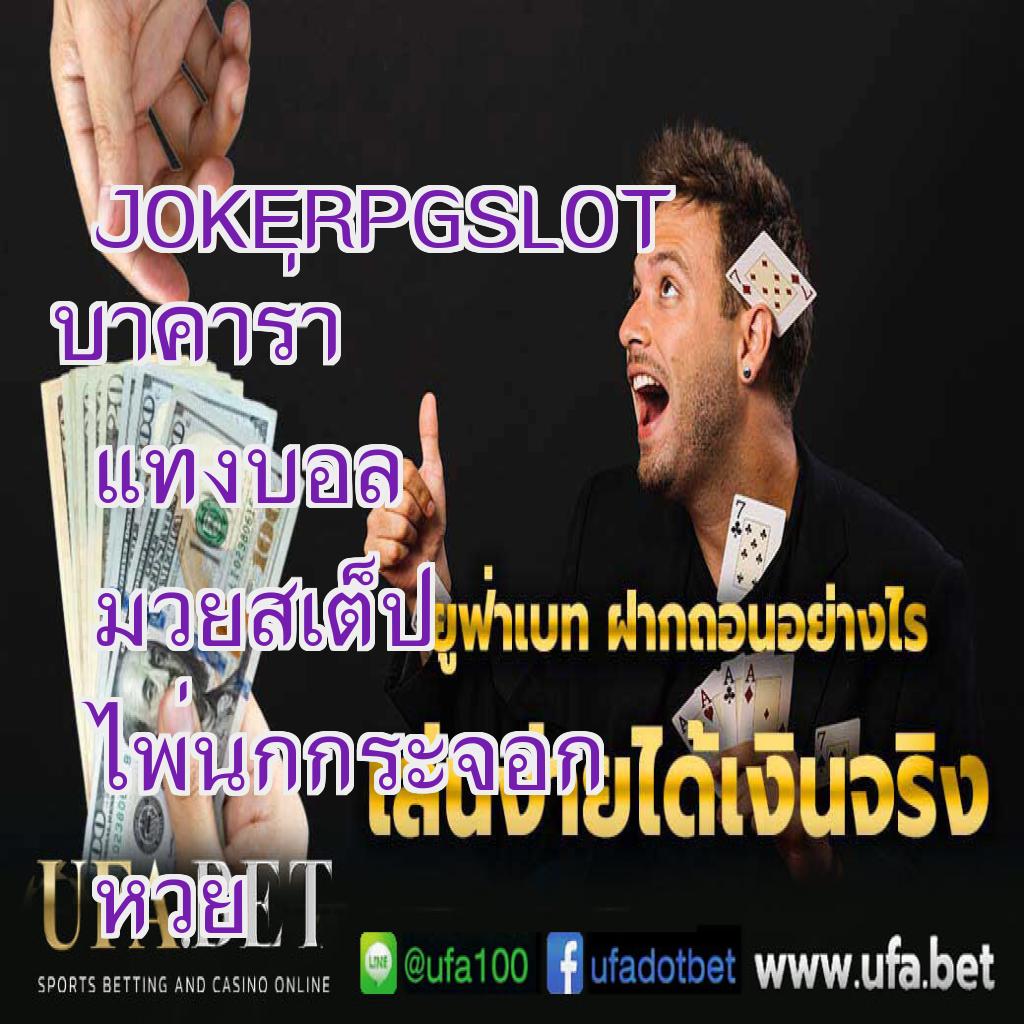 JOKERPGSLOT
บาคาร่า
แทงบอล
มวยสเต็ป
ยูฟ่าเบท ฝากถอนอย่างไร
ไพ่นกกระจอก
เล่นง่ายได้เงินจริง
หวย
UFA.BET
SPORTS BETTING AND CASINO ONLINE
LINE @ufa100
ufadotbet
www.ufa.bet